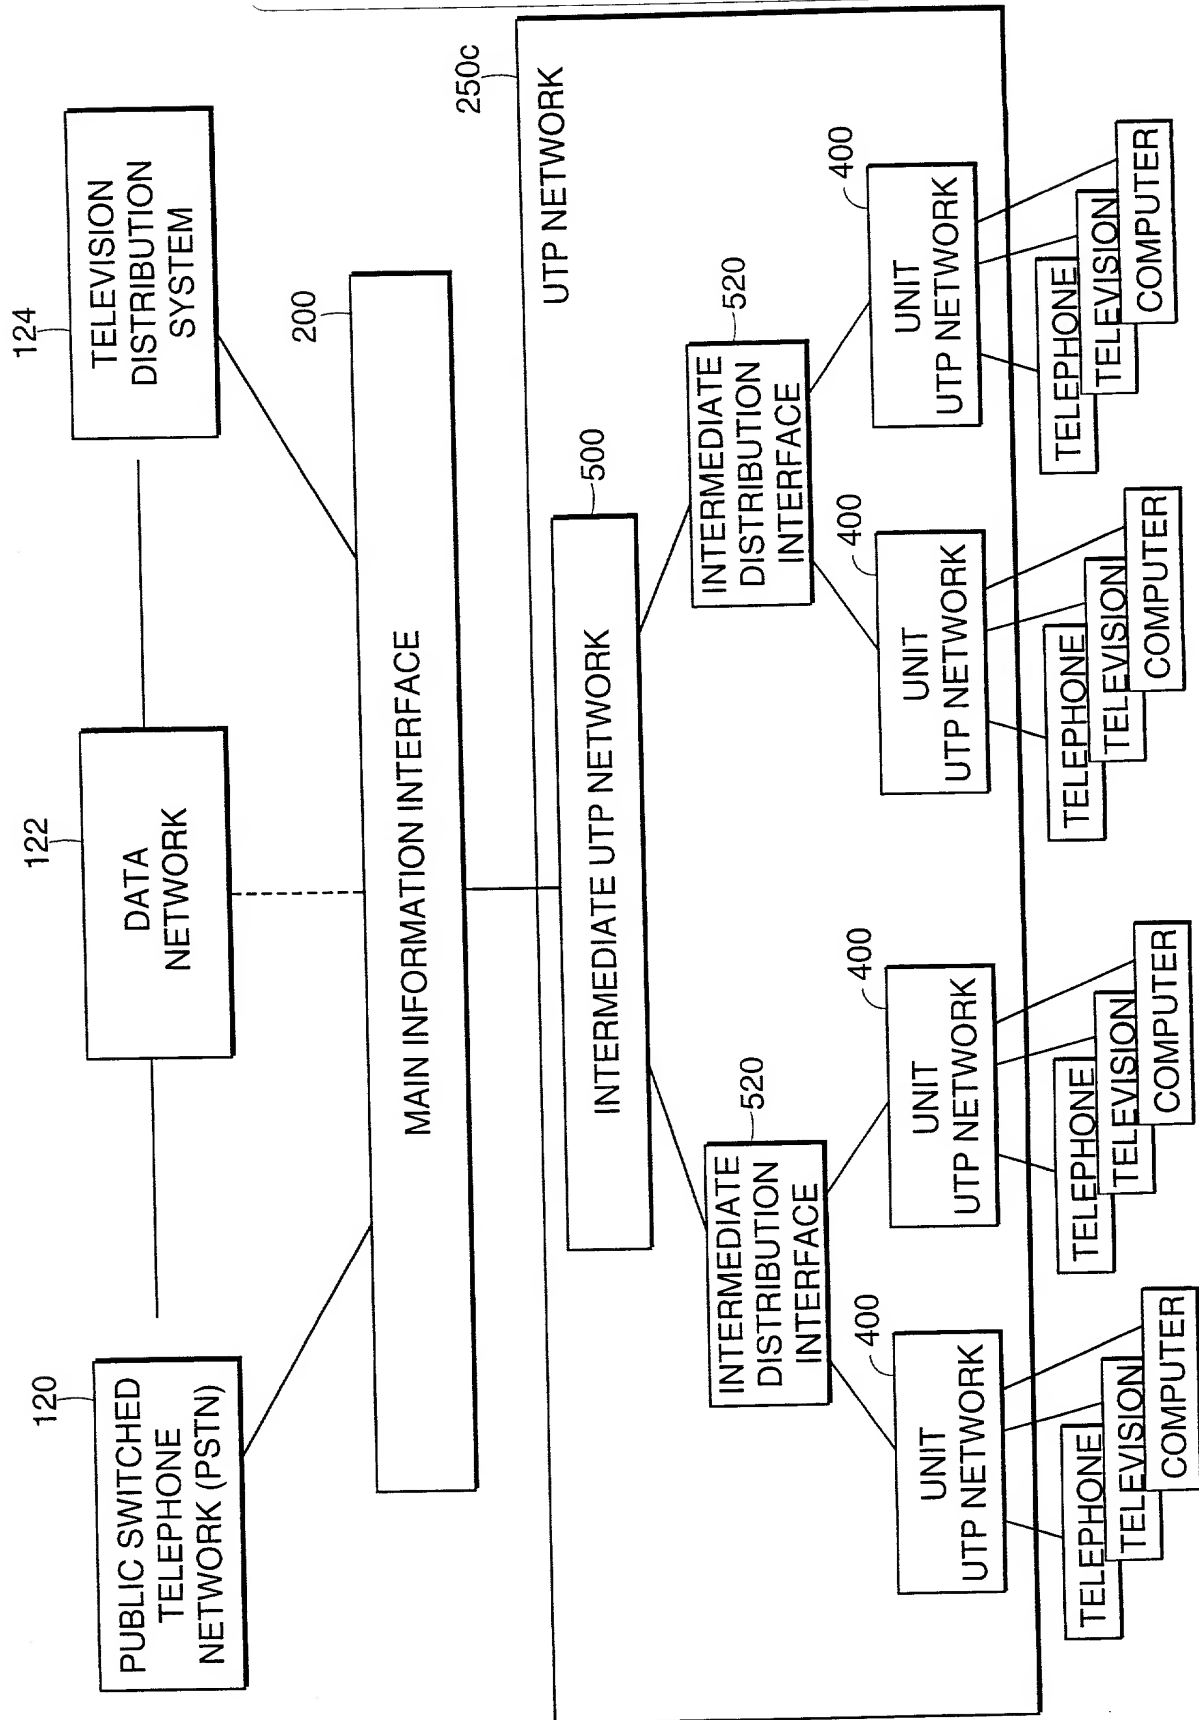 120
PUBLIC SWITCHED
TELEPHONE
NETWORK (PSTN)
122
DATA
NETWORK
124
TELEVISION
DISTRIBUTION
SYSTEM
200
MAIN INFORMATION INTERFACE
250c
UTP NETWORK
500
INTERMEDIATE UTP NETWORK
520
INTERMEDIATE
DISTRIBUTION
INTERFACE
520
INTERMEDIATE
DISTRIBUTION
INTERFACE
400
UNIT
UTP NETWORK
400
UNIT
UTP NETWORK
400
UNIT
UTP NETWORK
400
UNIT
UTP NETWORK
TELEPHONE
TELEVISION
COMPUTER
TELEPHONE
TELEVISION
COMPUTER
TELEPHONE
TELEVISION
COMPUTER
TELEPHONE
TELEVISION
COMPUTER